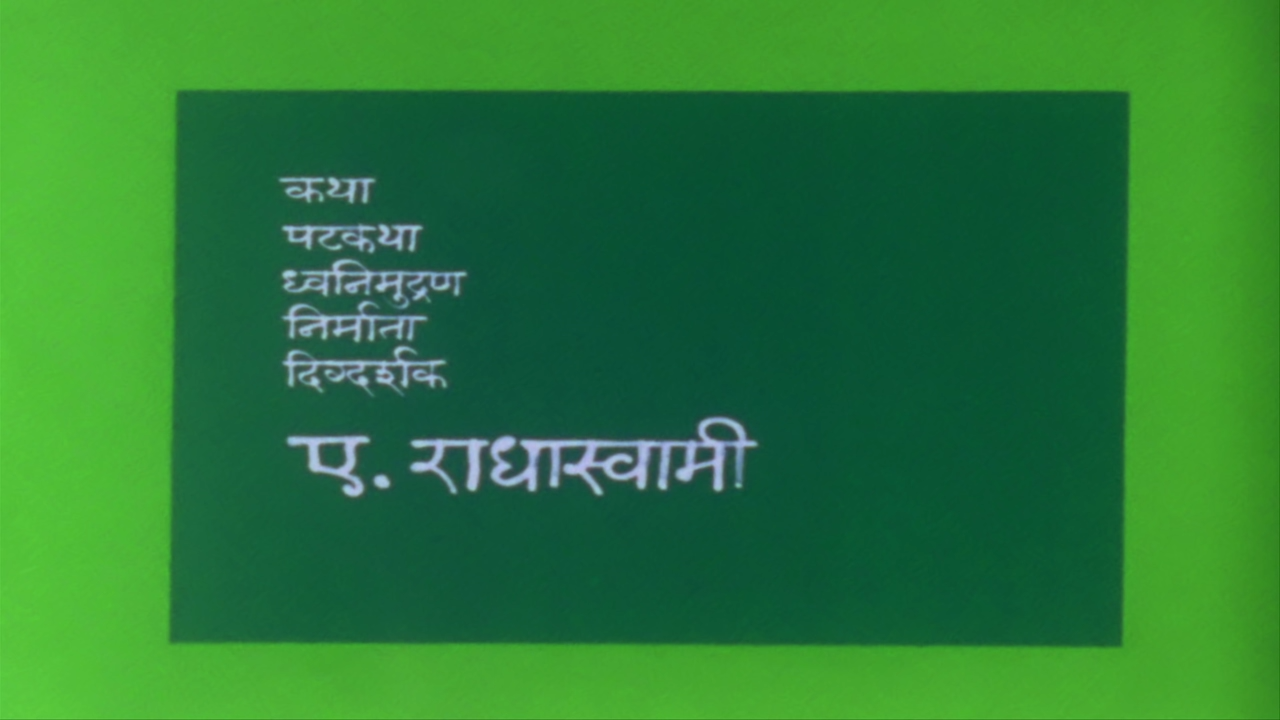 कथा
पटकथा
ध्वनिमुद्रण
निर्माता
दिग्दर्शक
ए. राधास्वामी